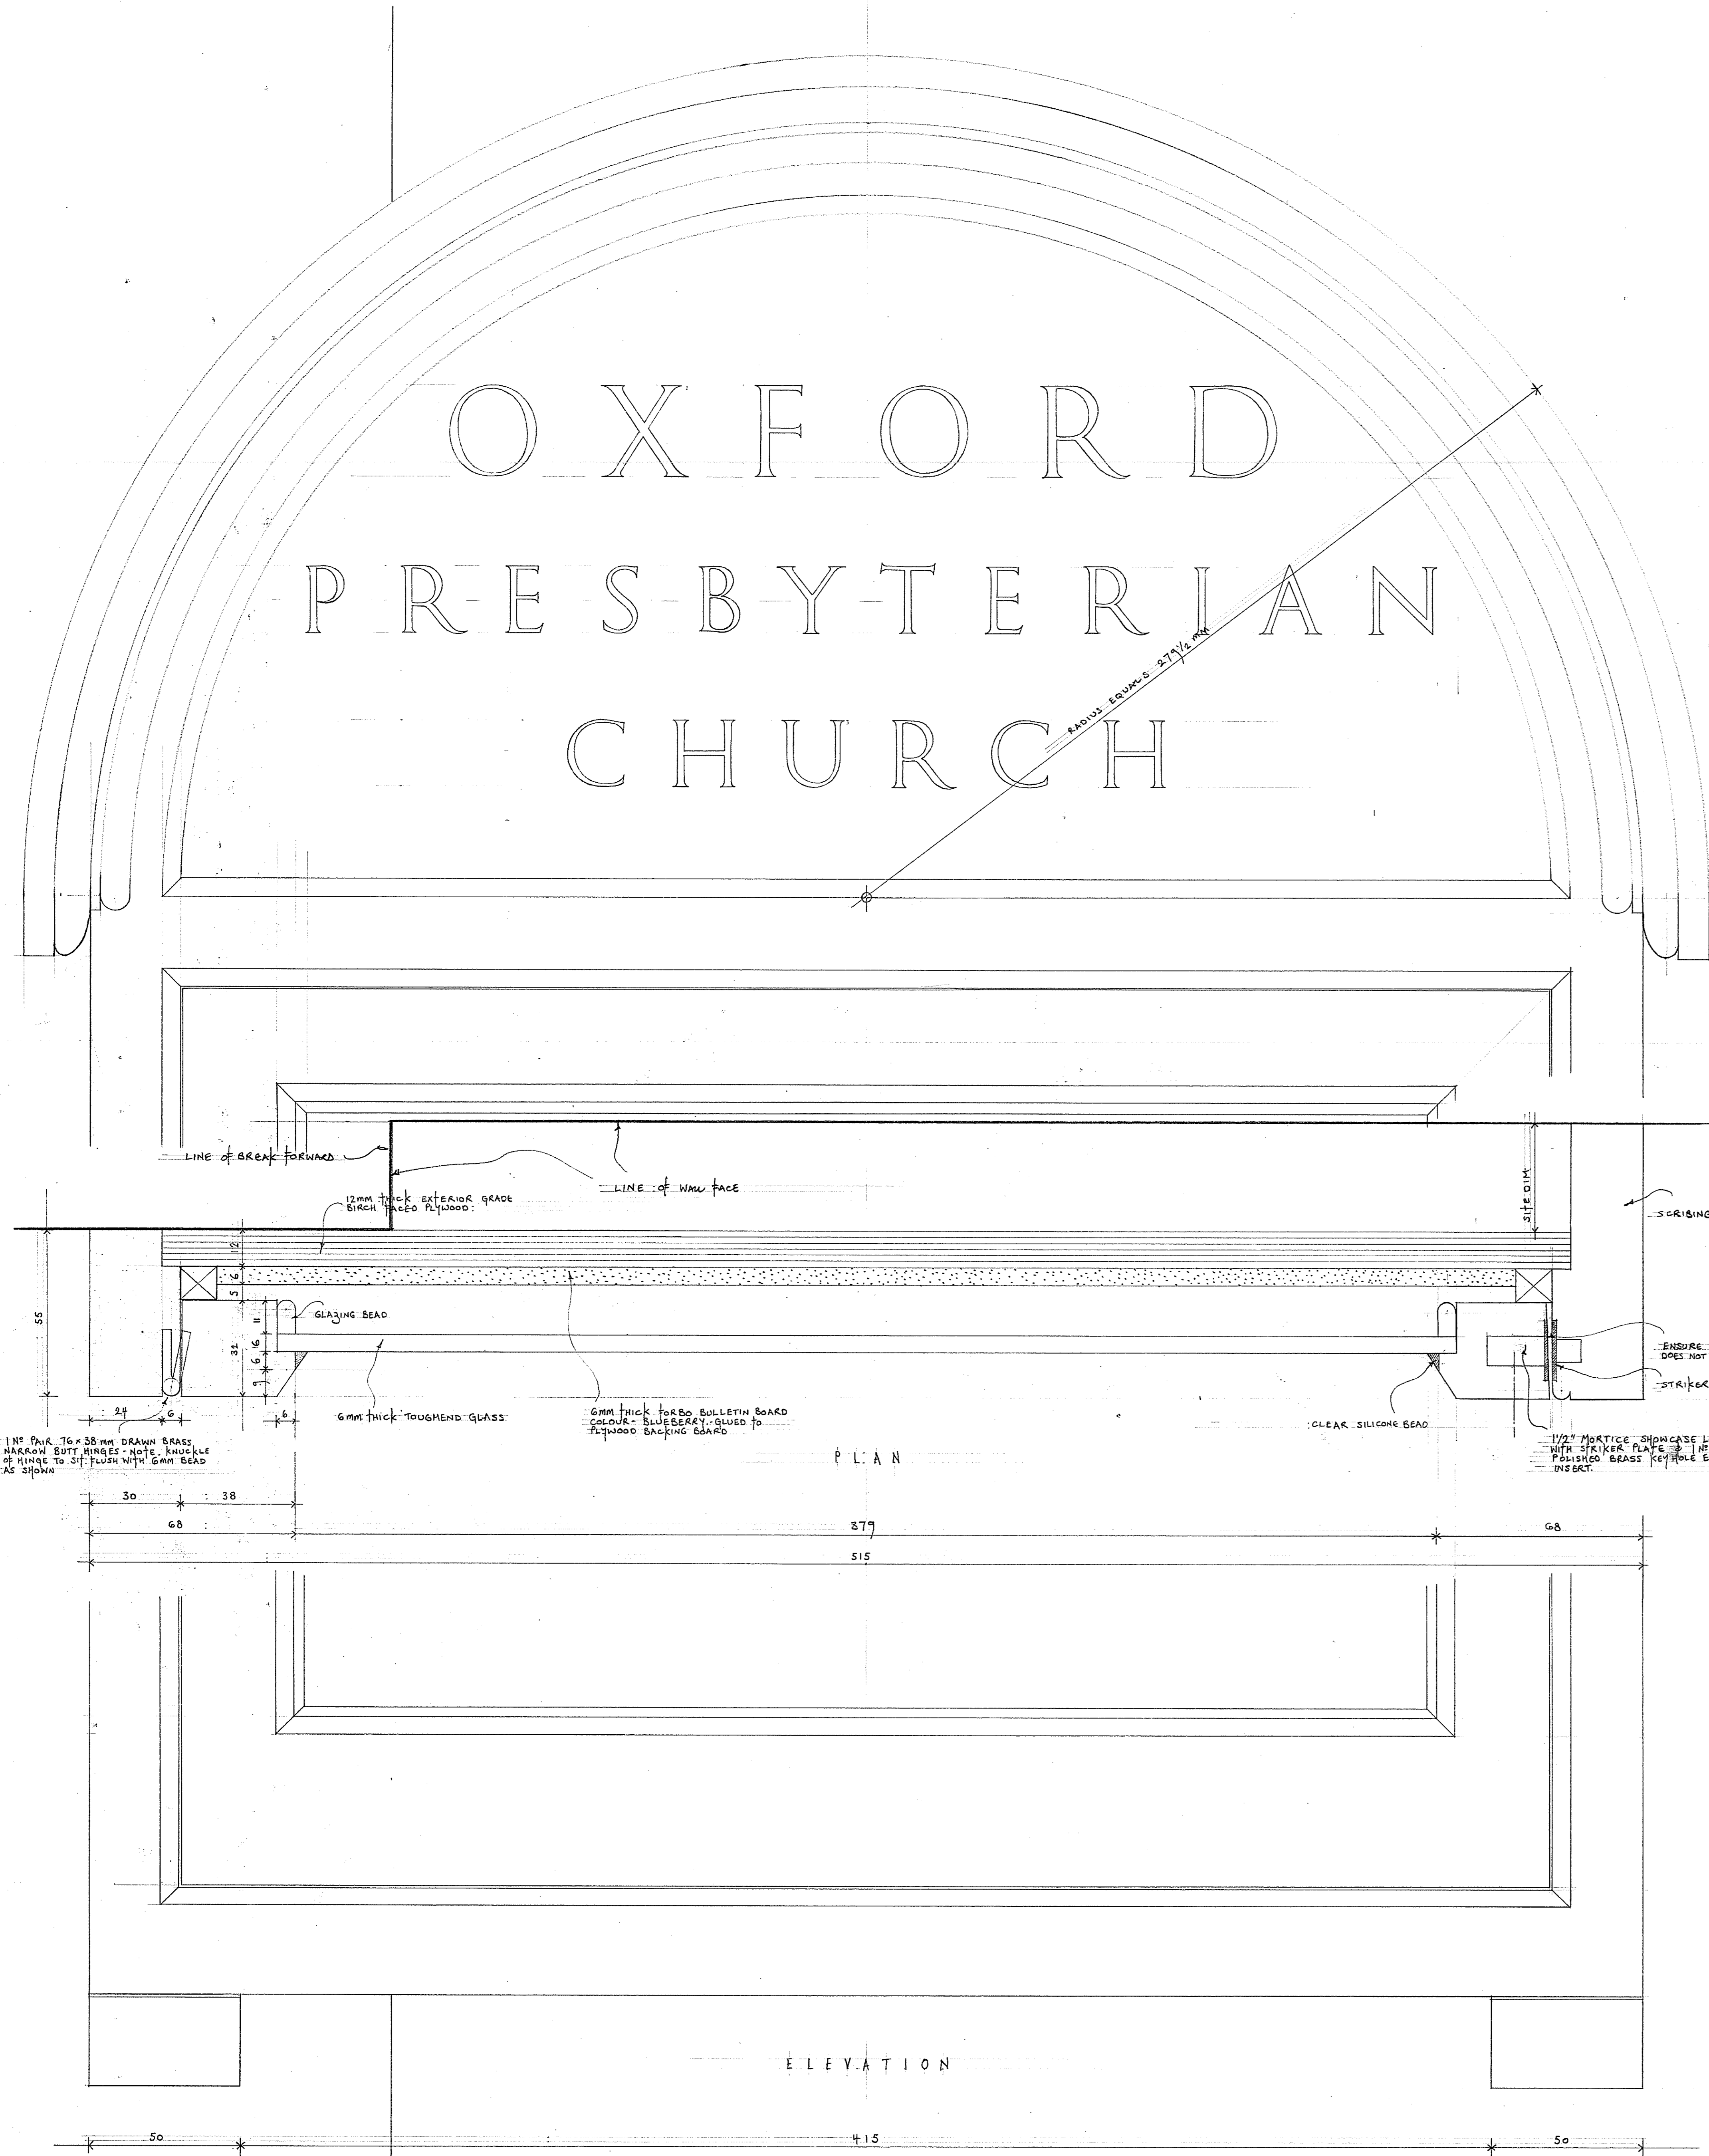 OXFORD
PRESBYTERIAN
CHURCH
RADIUS EQUALS 279 1/2 MM
LINE of BREAK FORWARD
LINE of WALL FACE
SITE DIM
12MM THICK EXTERIOR GRADE
BIRCH FACED PLYWOOD
SCRIBING
12
6
5
55
32
11
6
6
9
GLAZING BEAD
ENSURE
DOES NOT
STRIKER
24
6
6
6MM THICK TOUGHEND GLASS
6MM THICK FORBO BULLETIN BOARD
COLOUR - BLUEBERRY - GLUED TO
PLYWOOD BACKING BOARD
CLEAR SILICONE BEAD
1 Nº PAIR 76 x 38 MM DRAWN BRASS
NARROW BUTT HINGES - NOTE. KNUCKLE
OF HINGE TO SIT FLUSH WITH 6MM BEAD
AS SHOWN
1 1/2" MORTICE SHOWCASE L
WITH STRIKER PLATE & 1 Nº
POLISHED BRASS KEYHOLE E
INSERT.
PLAN
30
38
68
379
68
515
ELEVATION
50
415
50